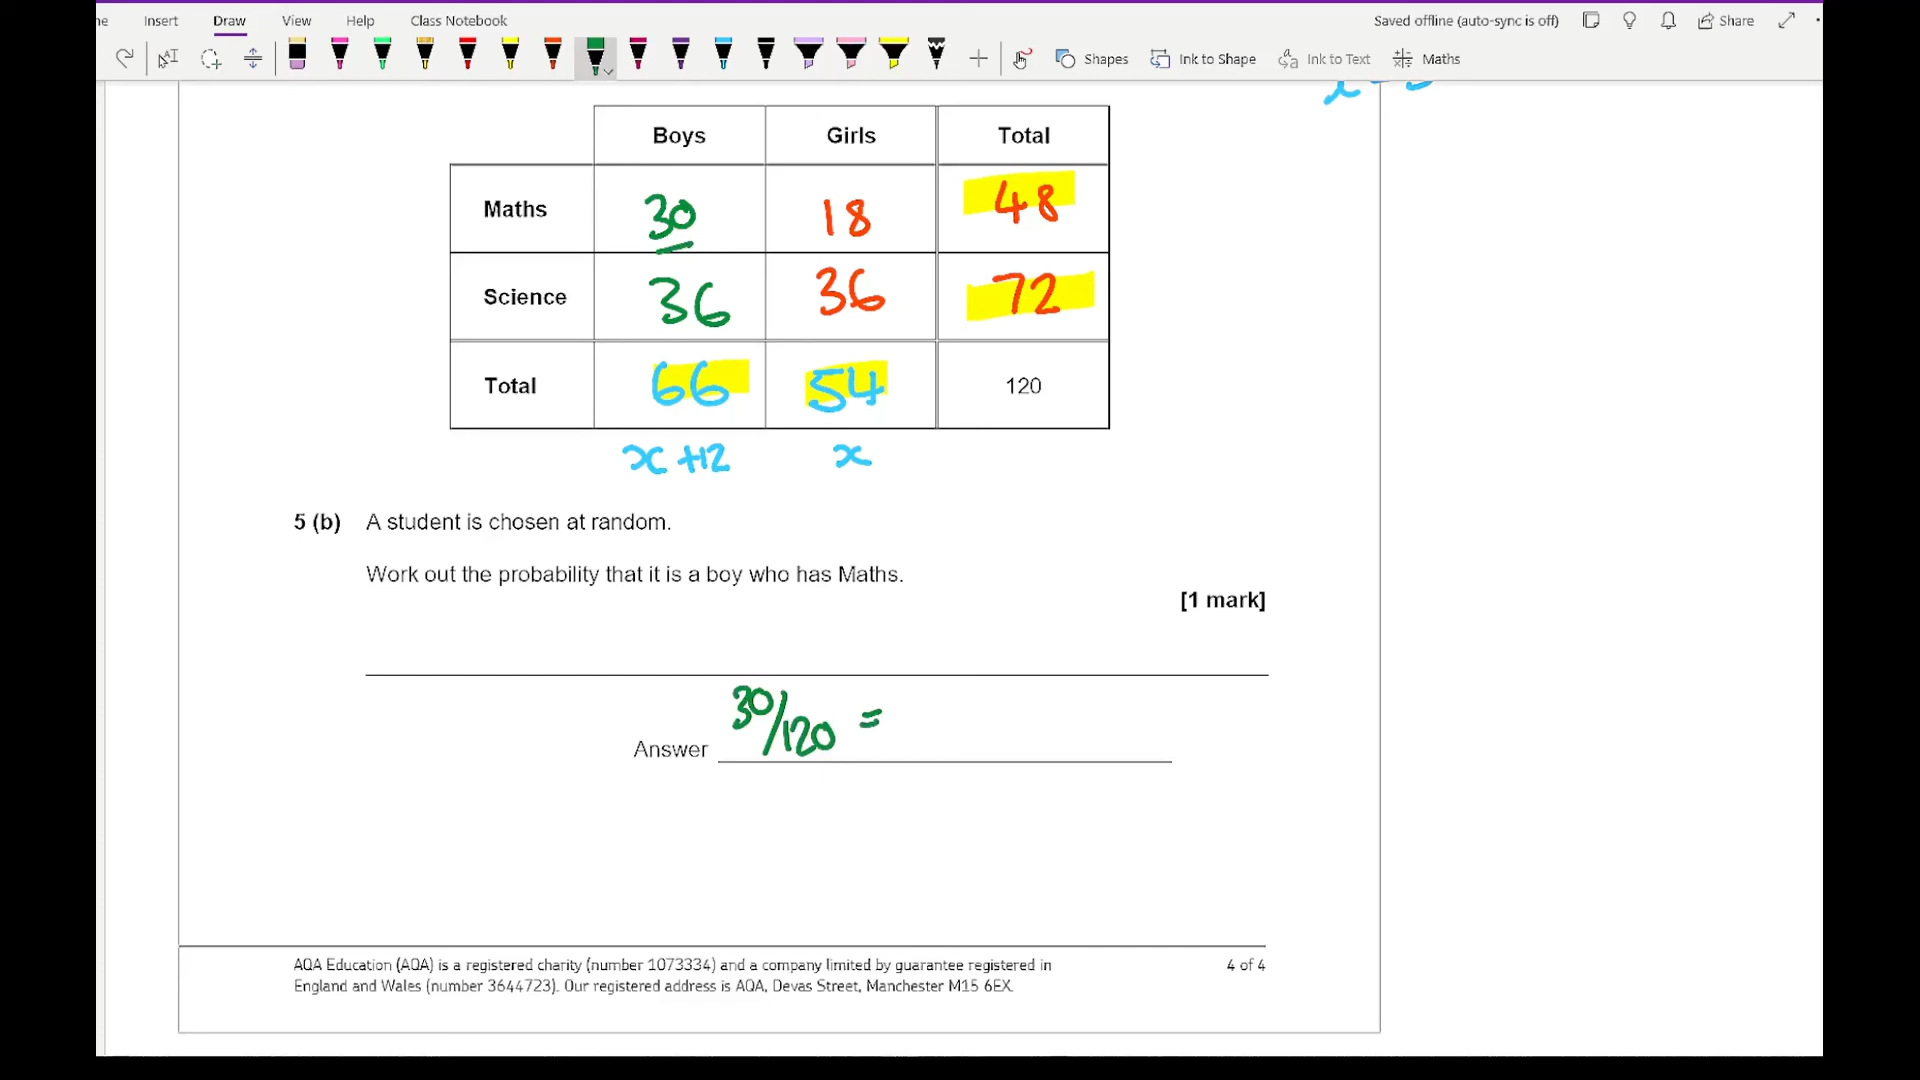 Insert Draw View Help Class Notebook Saved offline (auto-sync is off) Share
Shapes Ink to Shape Ink to Text Maths
Boys Girls Total
Maths 30 18 48
Science 36 36 72
Total 66 54 120
x +12 x
5 (b) A student is chosen at random.
Work out the probability that it is a boy who has Maths.
[1 mark]
30/120 =
Answer
AQA Education (AQA) is a registered charity (number 1073334) and a company limited by guarantee registered in 4 of 4
England and Wales (number 3644723). Our registered address is AQA, Devas Street, Manchester M15 6EX.